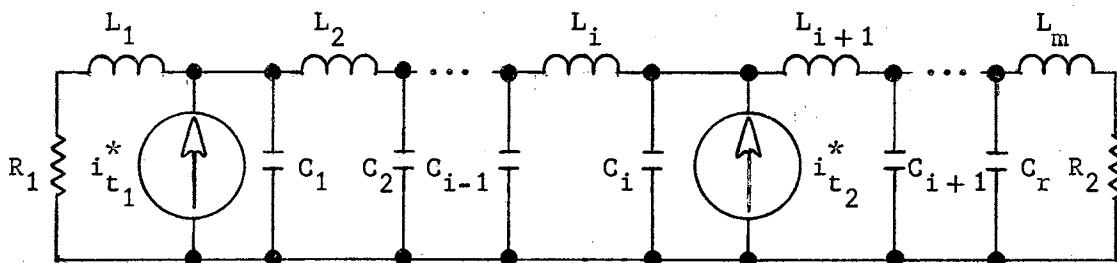 L₁ L₂ Lᵢ Lᵢ₊₁ Lₘ
R₁ i*ₜ₁ C₁ C₂ Cᵢ₋₁ Cᵢ i*ₜ₂ Cᵢ₊₁ Cᵣ R₂